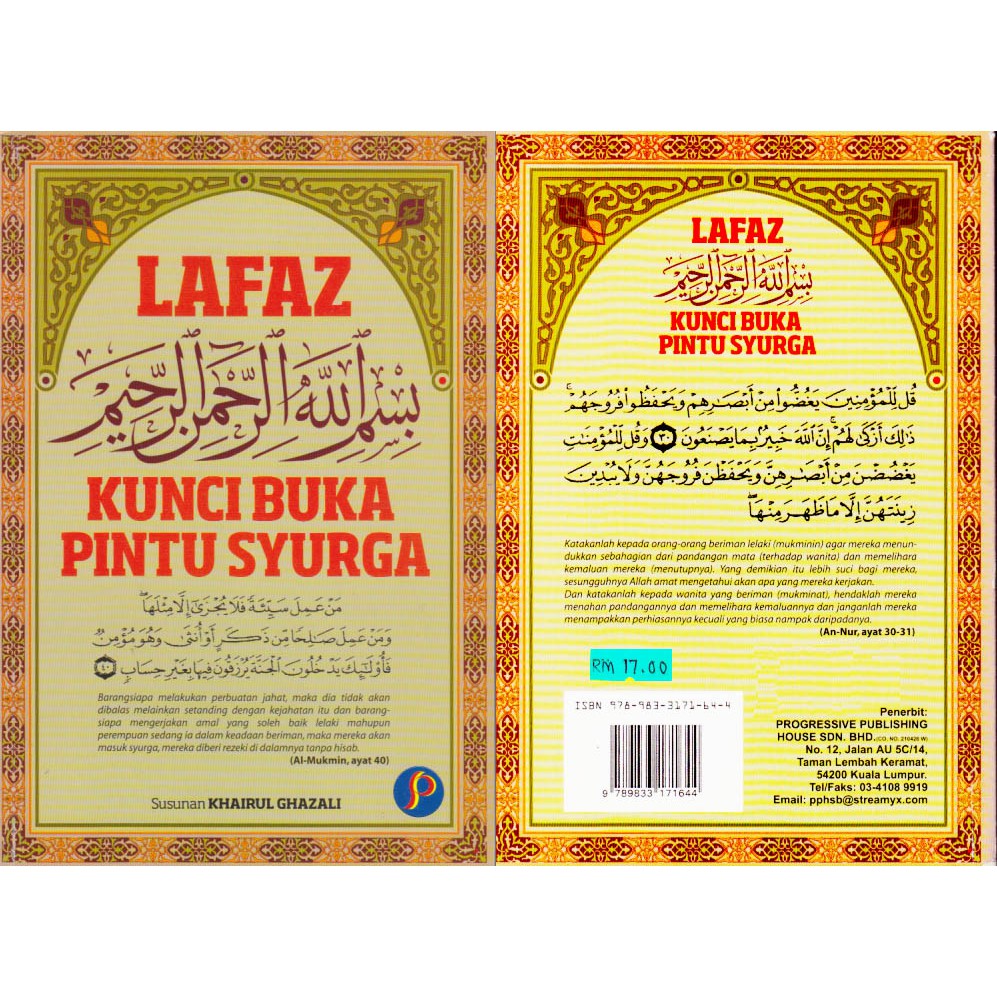 LAFAZ
بِسْمِ اللَّهِ الرَّحْمَٰنِ الرَّحِيمِ
KUNCI BUKA
PINTU SYURGA
مَنْ عَمِلَ سَيِّئَةً فَلَا يُجْزَىٰٓ إِلَّا مِثْلَهَا ۖ
وَمَنْ عَمِلَ صَٰلِحًا مِّن ذَكَرٍ أَوْ أُنثَىٰ وَهُوَ مُؤْمِنٌ
فَأُو۟لَٰٓئِكَ يَدْخُلُونَ الْجَنَّةَ يُرْزَقُونَ فِيهَا بِغَيْرِ حِسَابٍ ﴿٤٠﴾
Barangsiapa melakukan perbuatan jahat, maka dia tidak akan
dibalas melainkan setanding dengan kejahatan itu dan barang-
siapa mengerjakan amal yang soleh baik lelaki mahupun
perempuan sedang ia dalam keadaan beriman, maka mereka akan
masuk syurga, mereka diberi rezeki di dalamnya tanpa hisab.
(Al-Mukmin, ayat 40)
Susunan KHAIRUL GHAZALI
LAFAZ
بِسْمِ اللَّهِ الرَّحْمَٰنِ الرَّحِيمِ
KUNCI BUKA
PINTU SYURGA
قُل لِّلْمُؤْمِنِينَ يَغُضُّوا۟ مِنْ أَبْصَٰرِهِمْ وَيَحْفَظُوا۟ فُرُوجَهُمْ ۚ
ذَٰلِكَ أَزْكَىٰ لَهُمْ ۗ إِنَّ اللَّهَ خَبِيرٌۢ بِمَا يَصْنَعُونَ ﴿٣٠﴾ وَقُل لِّلْمُؤْمِنَٰتِ
يَغْضُضْنَ مِنْ أَبْصَٰرِهِنَّ وَيَحْفَظْنَ فُرُوجَهُنَّ وَلَا يُبْدِينَ
زِينَتَهُنَّ إِلَّا مَا ظَهَرَ مِنْهَا ۖ
Katakanlah kepada orang-orang beriman lelaki (mukminin) agar mereka menun-
dukkan sebahagian dari pandangan mata (terhadap wanita) dan memelihara
kemaluan mereka (menutupnya). Yang demikian itu lebih suci bagi mereka,
sesungguhnya Allah amat mengetahui akan apa yang mereka kerjakan.
Dan katakanlah kepada wanita yang beriman (mukminat), hendaklah mereka
menahan pandangannya dan memelihara kemaluannya dan janganlah mereka
menampakkan perhiasannya kecuali yang biasa nampak daripadanya.
(An-Nur, ayat 30-31)
RM 17.00
ISBN 978-983-3171-64-4
9 789833 171644
Penerbit:
PROGRESSIVE PUBLISHING
HOUSE SDN. BHD. (CO. NO. 210426 W)
No. 12, Jalan AU 5C/14,
Taman Lembah Keramat,
54200 Kuala Lumpur.
Tel/Faks: 03-4108 9919
Email: pphsb@streamyx.com